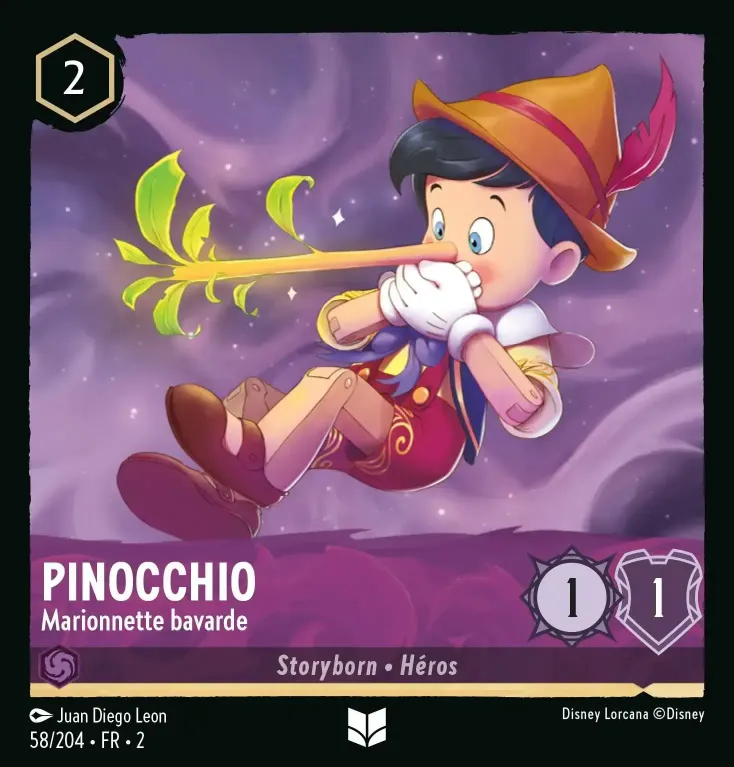 2
PINOCCHIO
Marionnette bavarde
1
1
Storyborn • Héros
Juan Diego Leon
Disney Lorcana ©Disney
58/204 • FR • 2